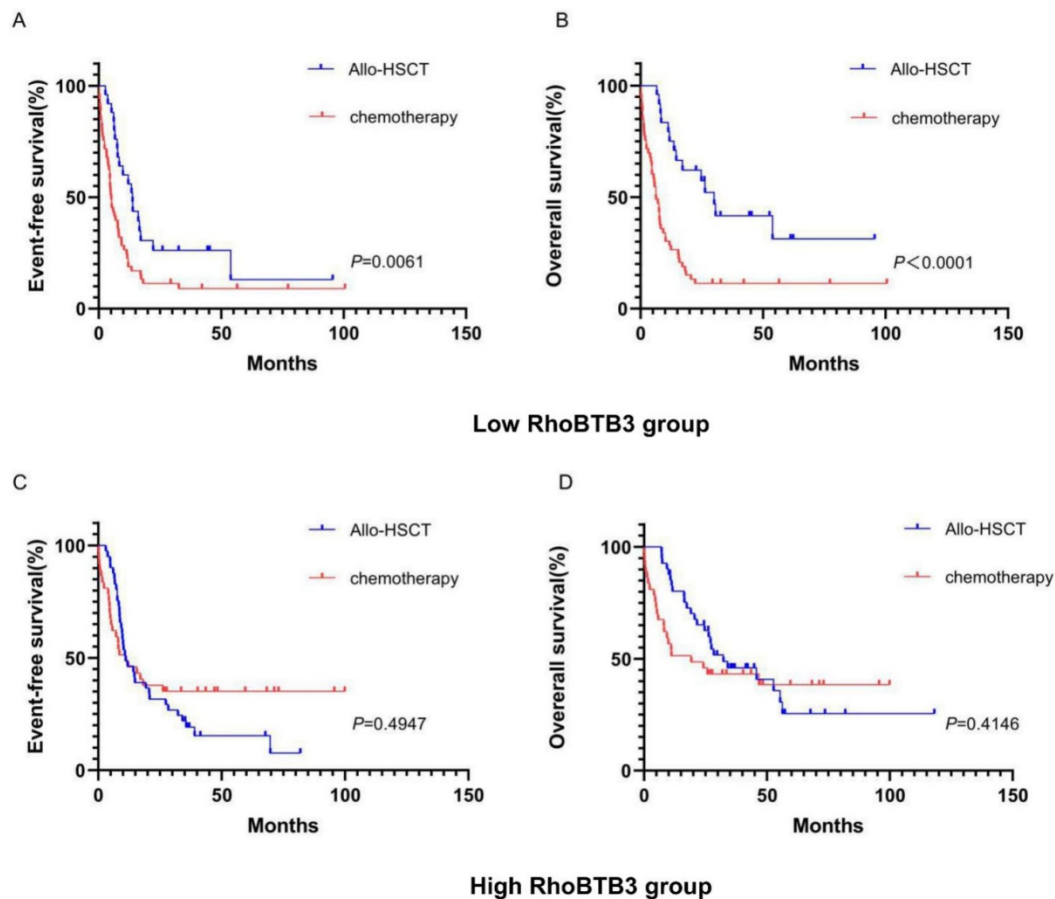 A
Allo-HSCT
chemotherapy
Event-free survival(%)
100
50
0
P=0.0061
0 50 100 150
Months
B
Allo-HSCT
chemotherapy
Overerall survival(%)
100
50
0
P<0.0001
0 50 100 150
Months
Low RhoBTB3 group
C
Allo-HSCT
chemotherapy
Event-free survival(%)
100
50
0
P=0.4947
0 50 100 150
Months
D
Allo-HSCT
chemotherapy
Overerall survival(%)
100
50
0
P=0.4146
0 50 100 150
Months
High RhoBTB3 group